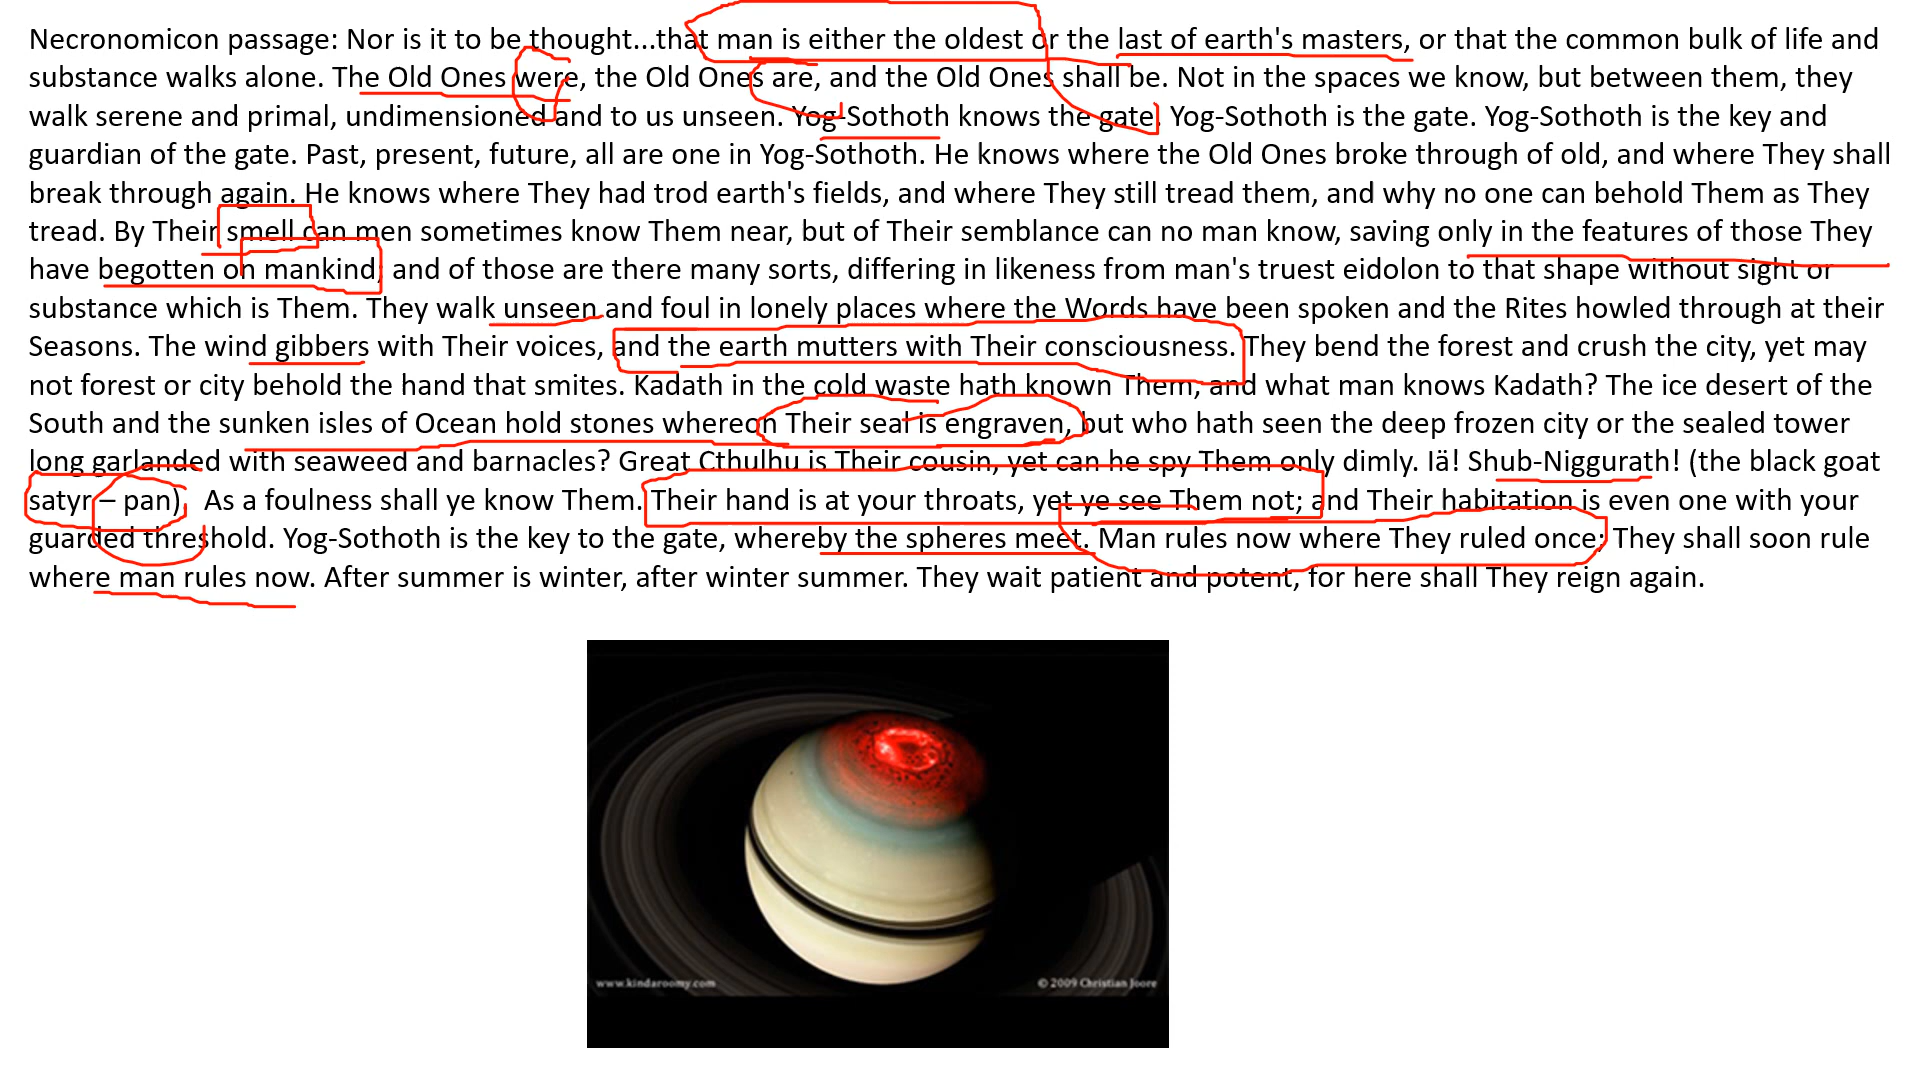 Necronomicon passage: Nor is it to be thought...that man is either the oldest or the last of earth's masters, or that the common bulk of life and
substance walks alone. The Old Ones were, the Old Ones are, and the Old Ones shall be. Not in the spaces we know, but between them, they
walk serene and primal, undimensioned and to us unseen. Yog-Sothoth knows the gate. Yog-Sothoth is the gate. Yog-Sothoth is the key and
guardian of the gate. Past, present, future, all are one in Yog-Sothoth. He knows where the Old Ones broke through of old, and where They shall
break through again. He knows where They had trod earth's fields, and where They still tread them, and why no one can behold Them as They
tread. By Their smell can men sometimes know Them near, but of Their semblance can no man know, saving only in the features of those They
have begotten on mankind; and of those are there many sorts, differing in likeness from man's truest eidolon to that shape without sight or
substance which is Them. They walk unseen and foul in lonely places where the Words have been spoken and the Rites howled through at their
Seasons. The wind gibbers with Their voices, and the earth mutters with Their consciousness. They bend the forest and crush the city, yet may
not forest or city behold the hand that smites. Kadath in the cold waste hath known Them, and what man knows Kadath? The ice desert of the
South and the sunken isles of Ocean hold stones whereon Their seal is engraven, but who hath seen the deep frozen city or the sealed tower
long garlanded with seaweed and barnacles? Great Cthulhu is Their cousin, yet can he spy Them only dimly. Iä! Shub-Niggurath! (the black goat
satyr – pan), As a foulness shall ye know Them. Their hand is at your throats, yet ye see Them not; and Their habitation is even one with your
guarded threshold. Yog-Sothoth is the key to the gate, whereby the spheres meet. Man rules now where They ruled once; They shall soon rule
where man rules now. After summer is winter, after winter summer. They wait patient and potent, for here shall They reign again.
www.kindaroomy.com
© 2009 Christian Joore